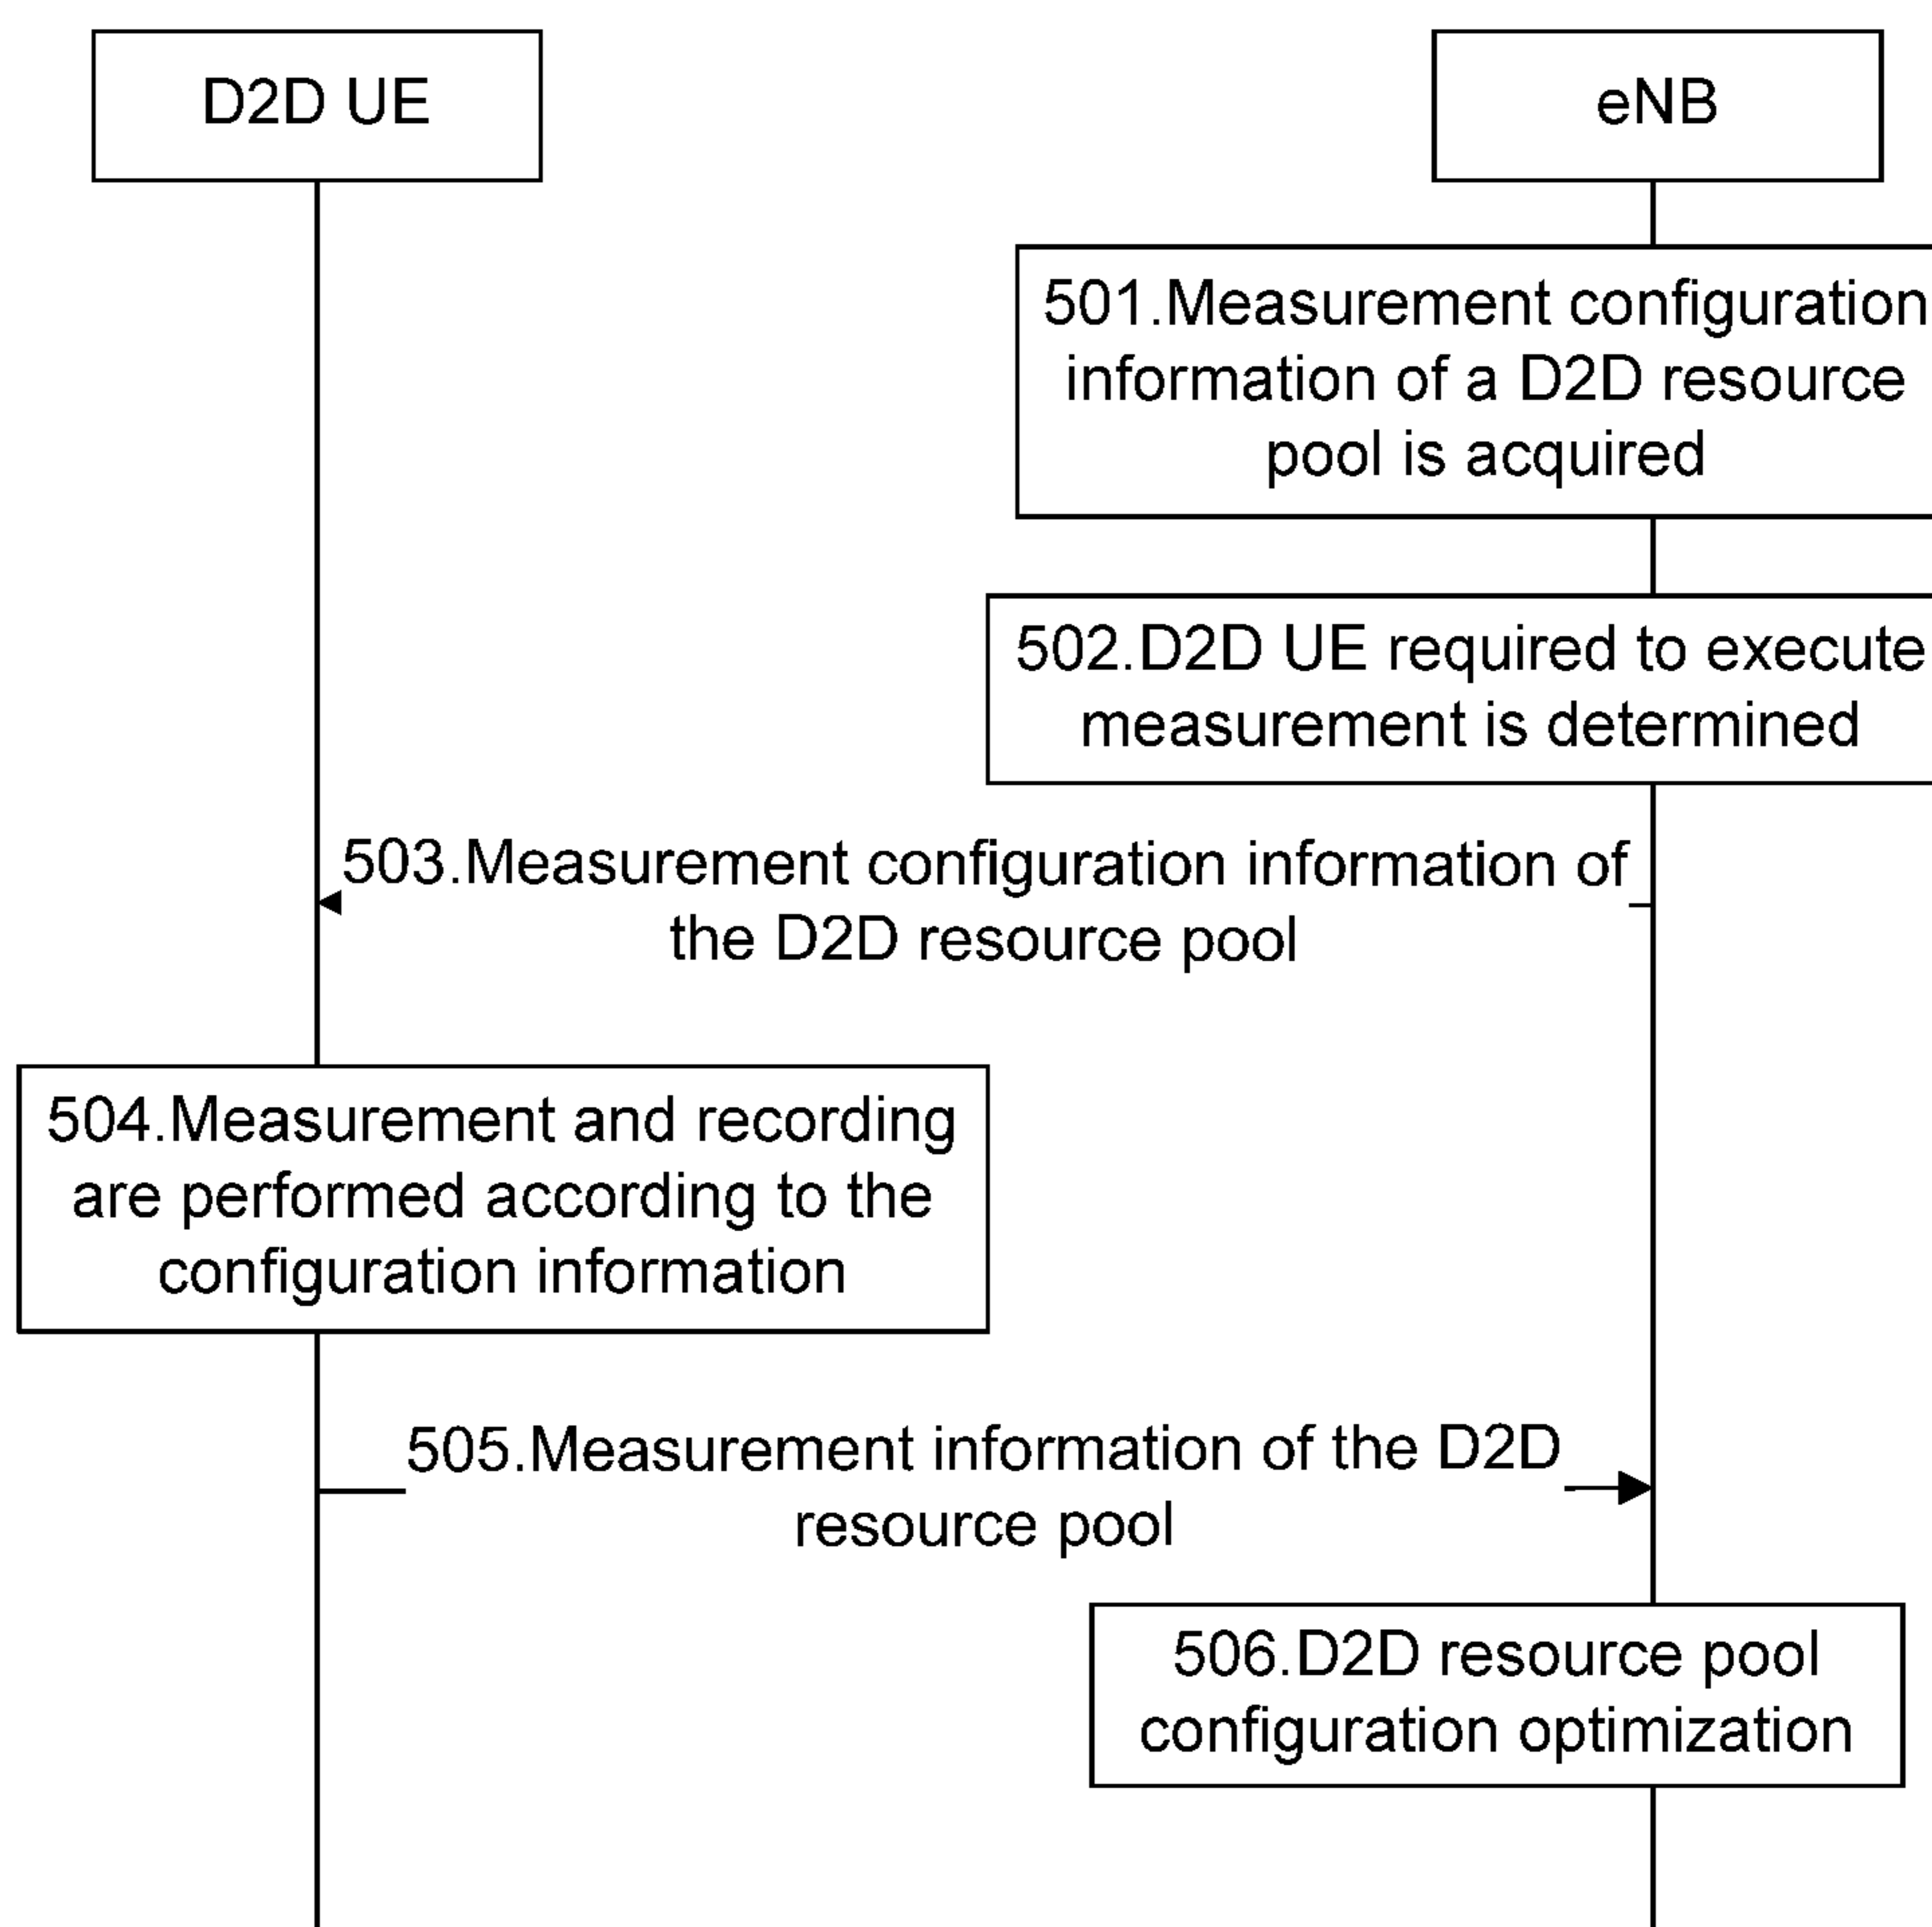 D2D UE
eNB
501.Measurement configuration
information of a D2D resource
pool is acquired
502.D2D UE required to execute
measurement is determined
503.Measurement configuration information of
the D2D resource pool
504.Measurement and recording
are performed according to the
configuration information
505.Measurement information of the D2D
resource pool
506.D2D resource pool
configuration optimization